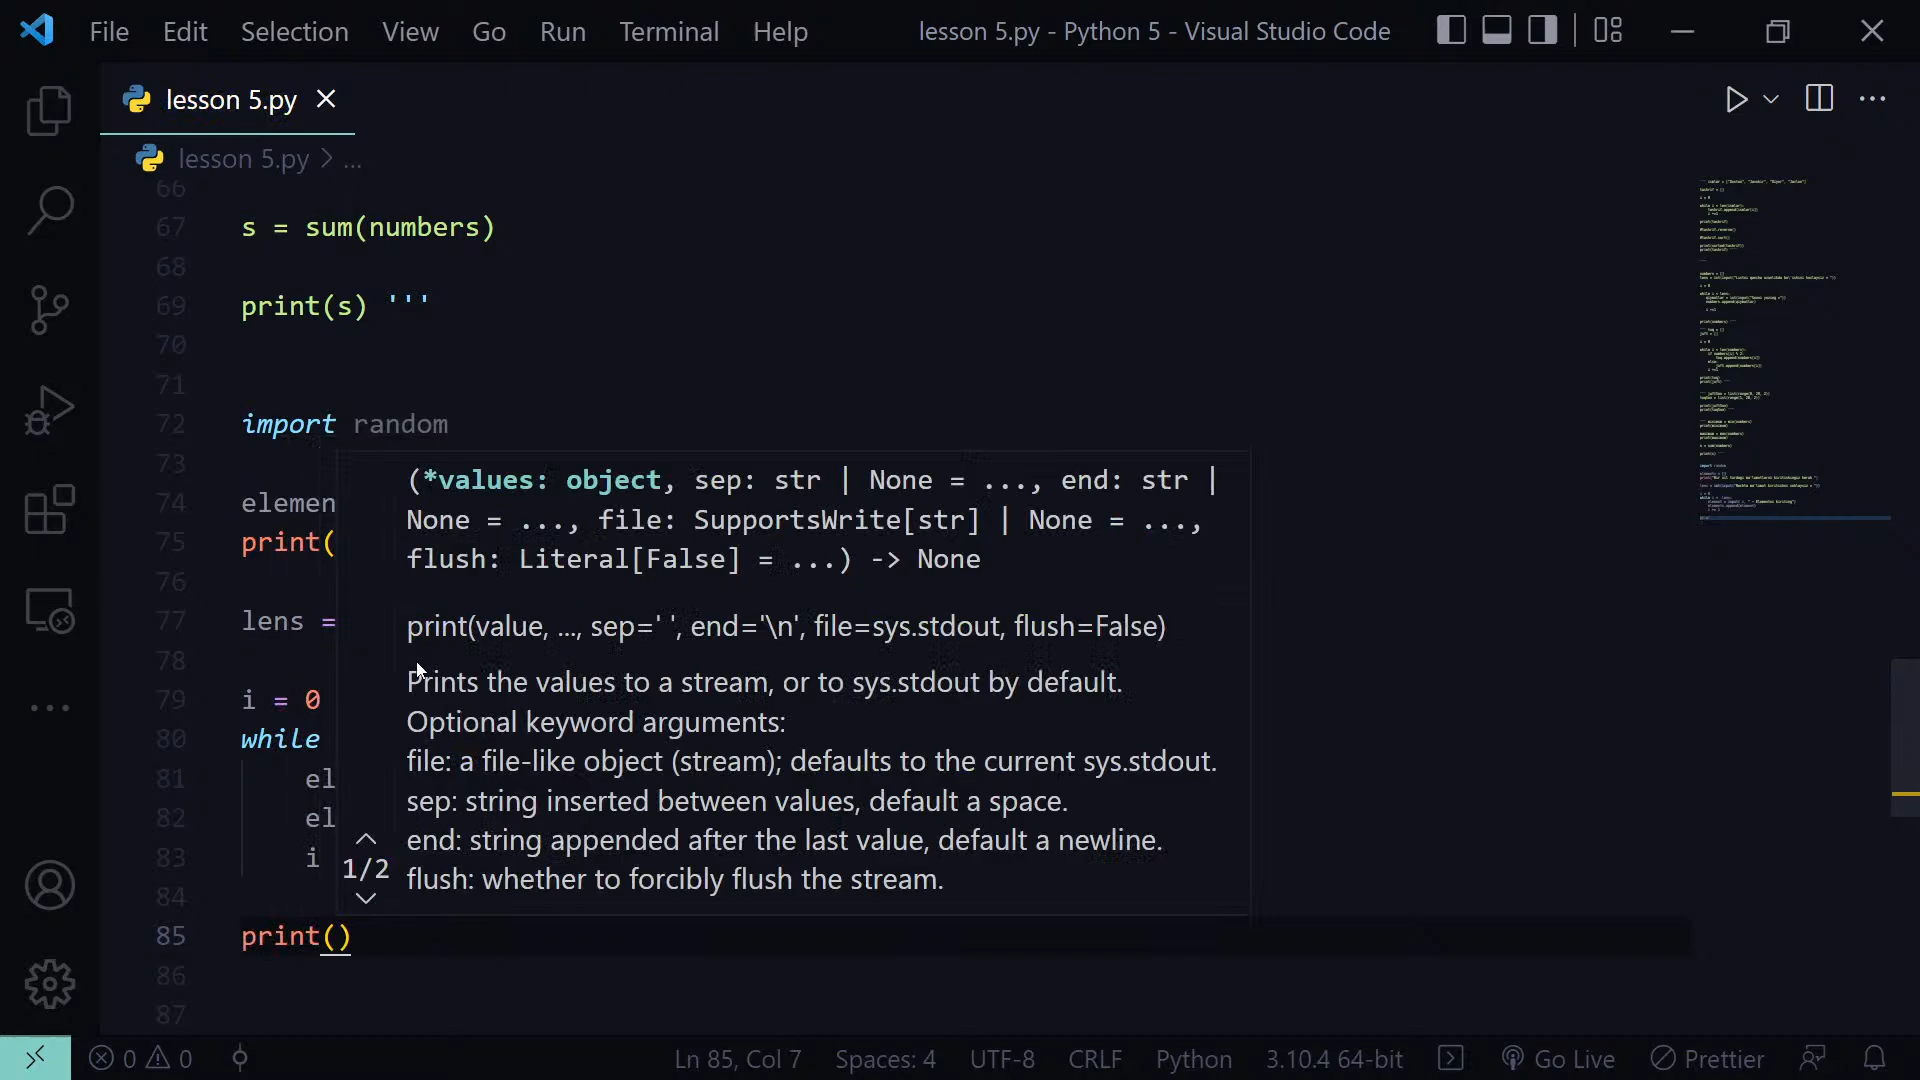 File Edit Selection View Go Run Terminal Help lesson 5.py - Python 5 - Visual Studio Code
lesson 5.py
lesson 5.py > ...
66
67 s = sum(numbers)
68
69 print(s) '''
70
71
72 import random
73
74 elemen
75 print(
76
77 lens =
78
79 i = 0
80 while
81 el
82 el
83 i
84
85 print()
86
87
(*values: object, sep: str | None = ..., end: str |
None = ..., file: SupportsWrite[str] | None = ...,
flush: Literal[False] = ...) -> None
print(value, ..., sep=' ', end='\n', file=sys.stdout, flush=False)
Prints the values to a stream, or to sys.stdout by default.
Optional keyword arguments:
file: a file-like object (stream); defaults to the current sys.stdout.
sep: string inserted between values, default a space.
end: string appended after the last value, default a newline.
1/2
flush: whether to forcibly flush the stream.
0 0 Ln 85, Col 7 Spaces: 4 UTF-8 CRLF Python 3.10.4 64-bit Go Live Prettier